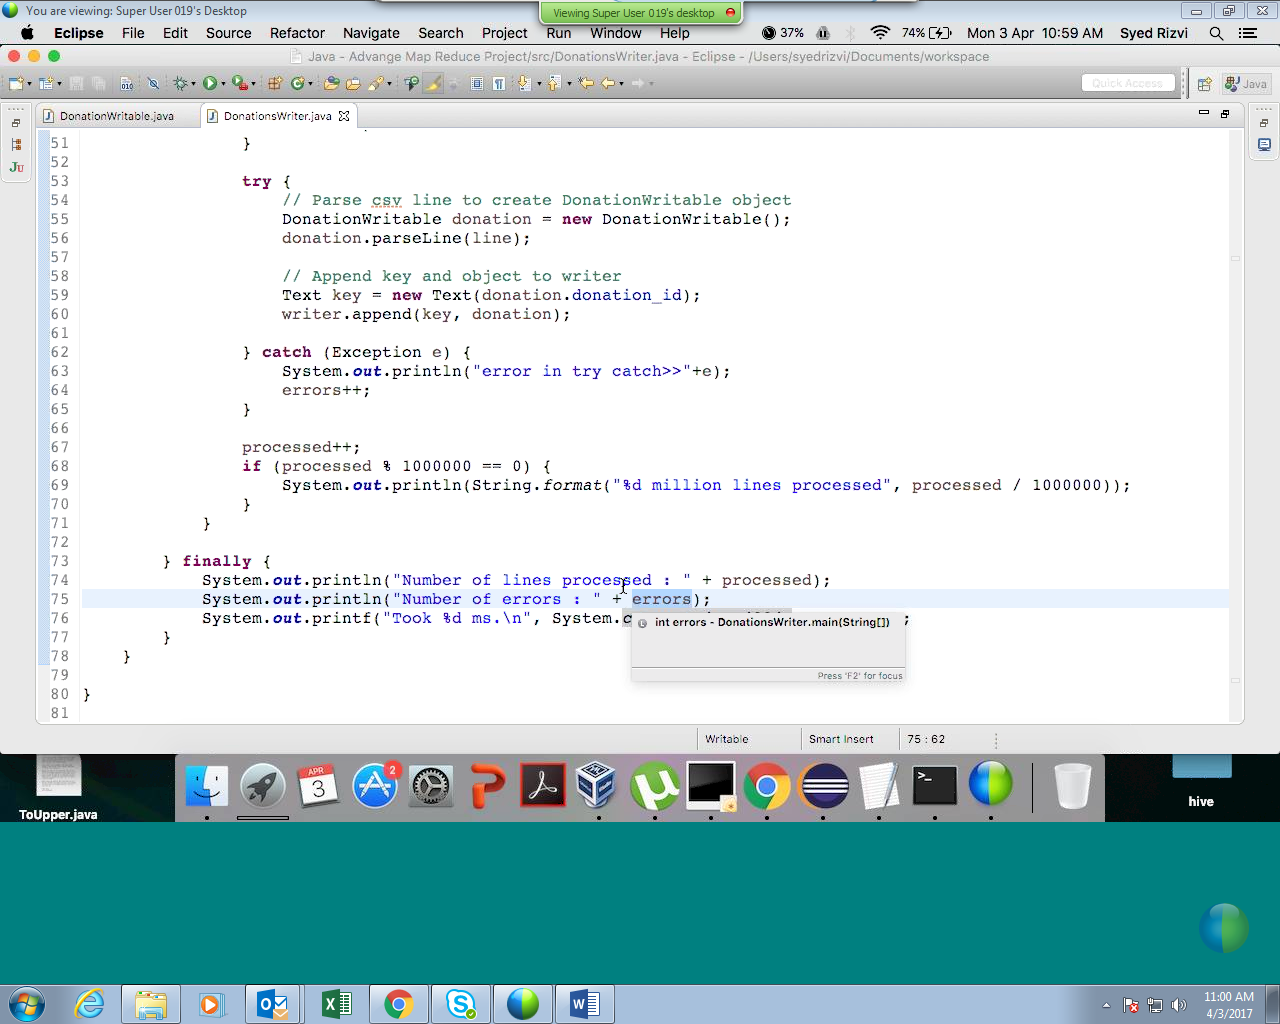 You are viewing: Super User 019's Desktop
Viewing Super User 019's desktop
Eclipse File Edit Source Refactor Navigate Search Project Run Window Help 37% 74% Mon 3 Apr 10:59 AM Syed Rizvi
Java - Advange Map Reduce Project/src/DonationsWriter.java - Eclipse - /Users/syedrizvi/Documents/workspace
Quick Access Java
DonationWritable.java DonationsWriter.java
51 }
52
53 try {
54 // Parse csv line to create DonationWritable object
55 DonationWritable donation = new DonationWritable();
56 donation.parseLine(line);
57
58 // Append key and object to writer
59 Text key = new Text(donation.donation_id);
60 writer.append(key, donation);
61
62 } catch (Exception e) {
63 System.out.println("error in try catch>>"+e);
64 errors++;
65 }
66
67 processed++;
68 if (processed % 1000000 == 0) {
69 System.out.println(String.format("%d million lines processed", processed / 1000000));
70 }
71 }
72
73 } finally {
74 System.out.println("Number of lines processed : " + processed);
75 System.out.println("Number of errors : " + errors);
76 System.out.printf("Took %d ms.\n", System.c ;
int errors - DonationsWriter.main(String[])
Press 'F2' for focus
77 }
78 }
79
80 }
81
Ju
Writable Smart Insert 75 : 62
APR
3
2
ToUpper.java
hive
11:00 AM
4/3/2017